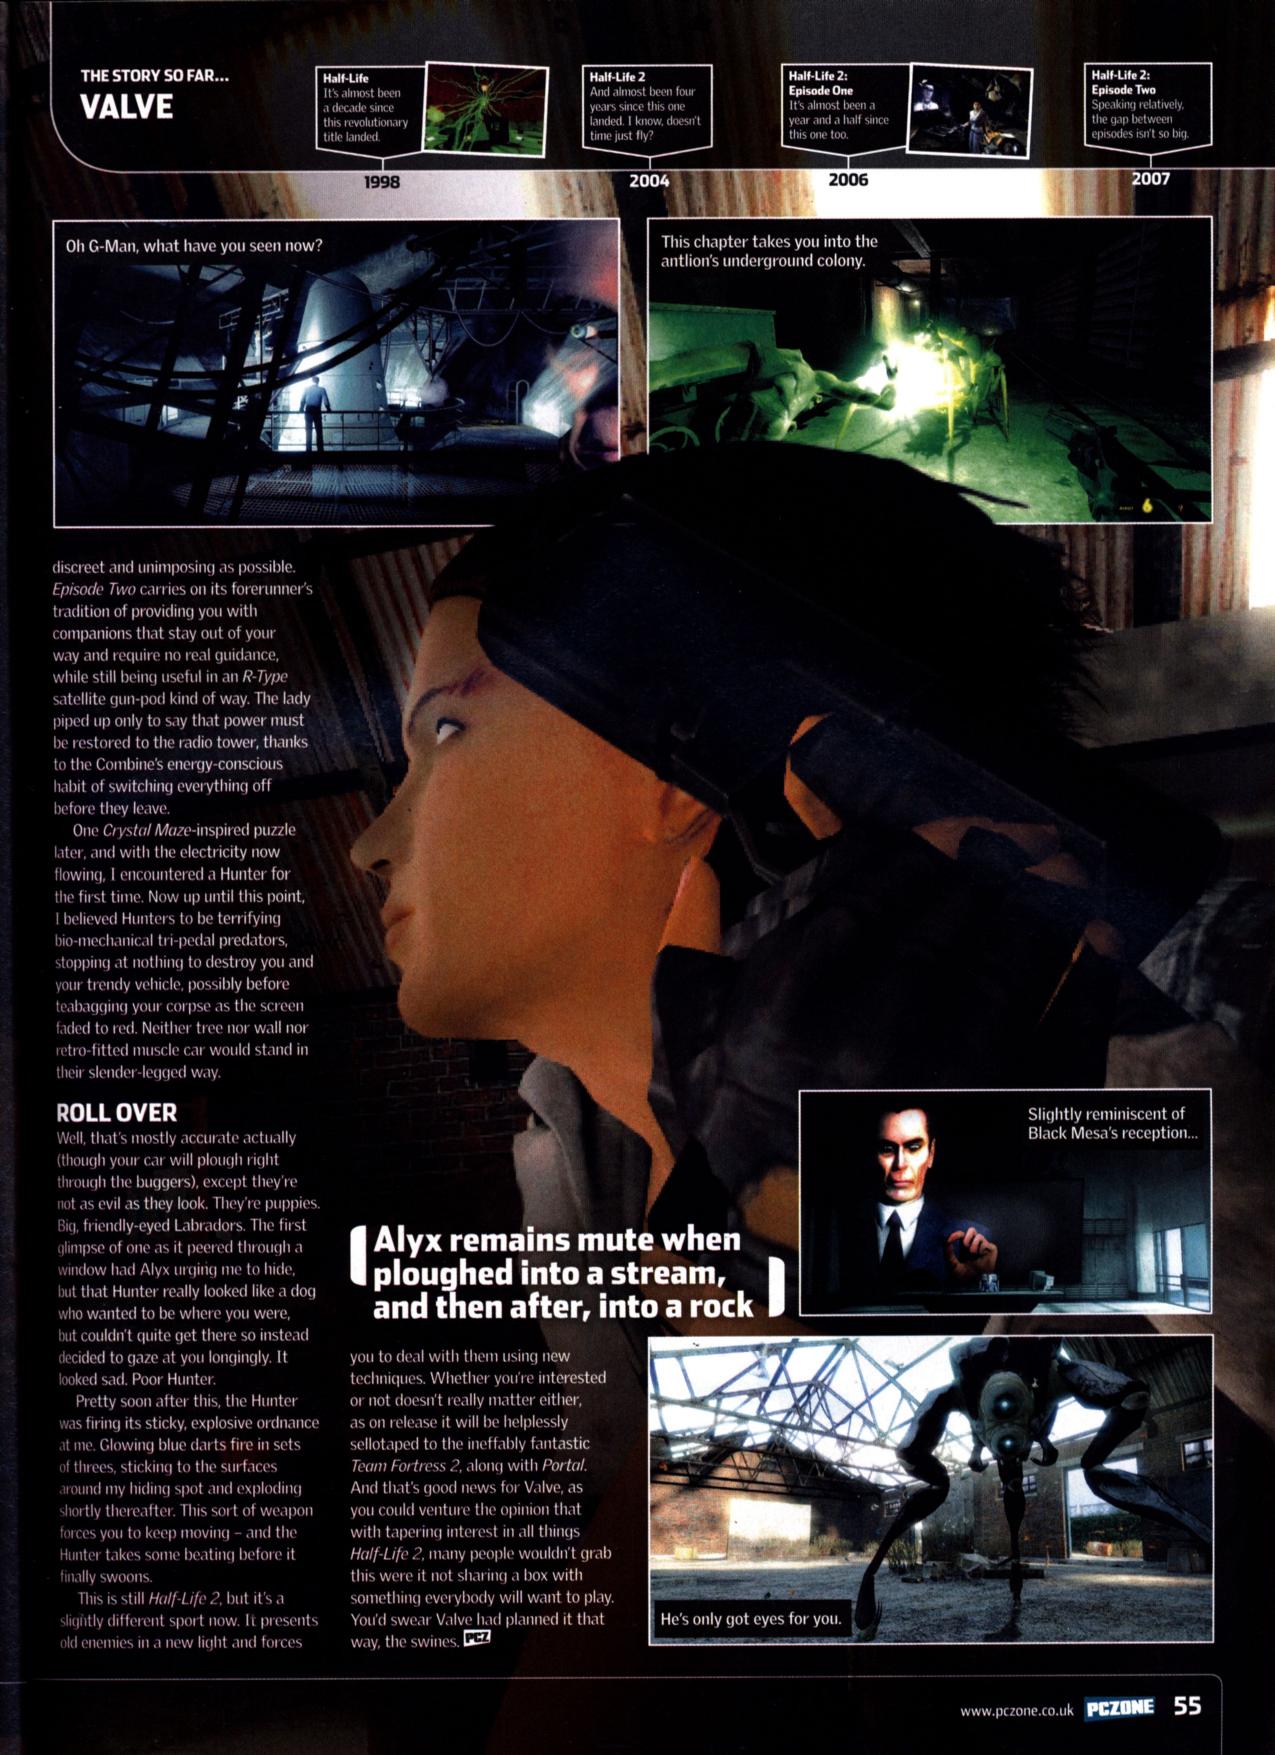 THE STORY SO FAR...
VALVE
Half-Life
It's almost been
a decade since
this revolutionary
title landed.
1998
Half-Life 2
And almost been four
years since this one
landed. I know, doesn't
time just fly?
2004
Half-Life 2:
Episode One
It's almost been a
year and a half since
this one too.
2006
Half-Life 2:
Episode Two
Speaking relatively,
the gap between
episodes isn't so big.
2007
Oh G-Man, what have you seen now?
This chapter takes you into the
antlion's underground colony.
discreet and unimposing as possible.
Episode Two carries on its forerunner's
tradition of providing you with
companions that stay out of your
way and require no real guidance,
while still being useful in an R-Type
satellite gun-pod kind of way. The lady
piped up only to say that power must
be restored to the radio tower, thanks
to the Combine's energy-conscious
habit of switching everything off
before they leave.
One Crystal Maze-inspired puzzle
later, and with the electricity now
flowing, I encountered a Hunter for
the first time. Now up until this point,
I believed Hunters to be terrifying
bio-mechanical tri-pedal predators,
stopping at nothing to destroy you and
your trendy vehicle, possibly before
teabagging your corpse as the screen
faded to red. Neither tree nor wall nor
retro-fitted muscle car would stand in
their slender-legged way.
ROLL OVER
Well, that's mostly accurate actually
(though your car will plough right
through the buggers), except they're
not as evil as they look. They're puppies.
Big, friendly-eyed Labradors. The first
glimpse of one as it peered through a
window had Alyx urging me to hide,
but that Hunter really looked like a dog
who wanted to be where you were,
but couldn't quite get there so instead
decided to gaze at you longingly. It
looked sad. Poor Hunter.
Pretty soon after this, the Hunter
was firing its sticky, explosive ordnance
at me. Glowing blue darts fire in sets
of threes, sticking to the surfaces
around my hiding spot and exploding
shortly thereafter. This sort of weapon
forces you to keep moving – and the
Hunter takes some beating before it
finally swoons.
This is still Half-Life 2, but it's a
slightly different sport now. It presents
old enemies in a new light and forces
Alyx remains mute when
ploughed into a stream,
and then after, into a rock
you to deal with them using new
techniques. Whether you're interested
or not doesn't really matter either,
as on release it will be helplessly
sellotaped to the ineffably fantastic
Team Fortress 2, along with Portal.
And that's good news for Valve, as
you could venture the opinion that
with tapering interest in all things
Half-Life 2, many people wouldn't grab
this were it not sharing a box with
something everybody will want to play.
You'd swear Valve had planned it that
way, the swines. PCZ
Slightly reminiscent of
Black Mesa's reception...
He's only got eyes for you.
www.pczone.co.uk PCZONE 55